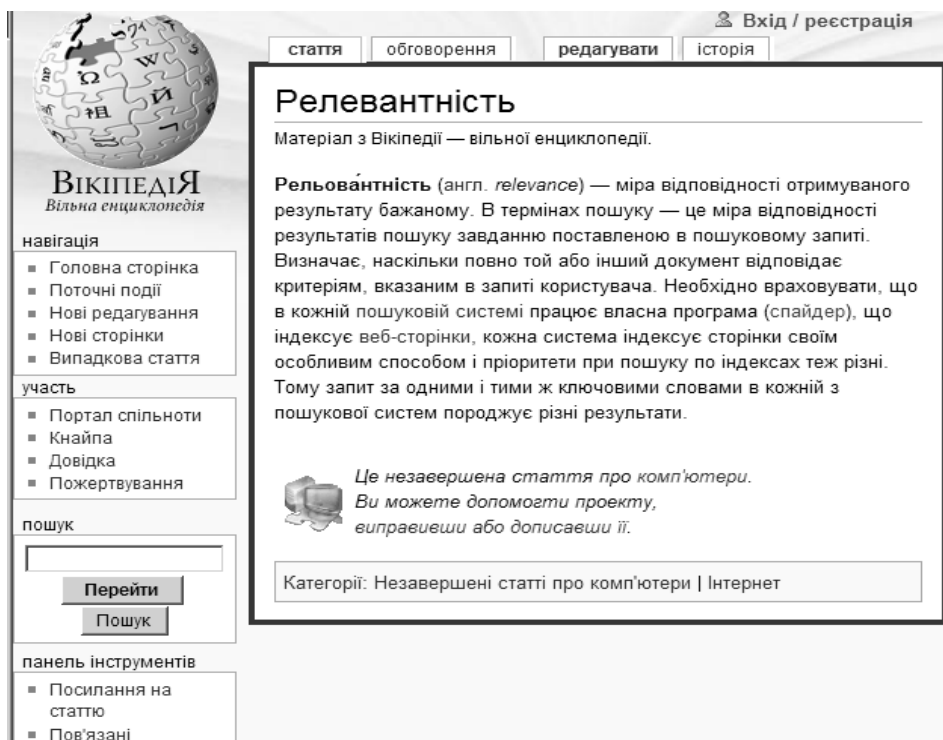 Вхід / реєстрація
стаття обговорення редагувати історія
ВікіпедіЯ
Вільна енциклопедія
навігація
Головна сторінка
Поточні події
Нові редагування
Нові сторінки
Випадкова стаття
участь
Портал спільноти
Кнайпа
Довідка
Пожертвування
пошук
Перейти
Пошук
панель інструментів
Посилання на
статтю
Пов'язані
Релевантність
Матеріал з Вікіпедії — вільної енциклопедії.
Рельова́нтність (англ. relevance) — міра відповідності отримуваного
результату бажаному. В термінах пошуку — це міра відповідності
результатів пошуку завданню поставленою в пошуковому запиті.
Визначає, наскільки повно той або інший документ відповідає
критеріям, вказаним в запиті користувача. Необхідно враховувати, що
в кожній пошуковій системі працює власна програма (спайдер), що
індексує веб-сторінки, кожна система індексує сторінки своїм
особливим способом і пріоритети при пошуку по індексах теж різні.
Тому запит за одними і тими ж ключовими словами в кожній з
пошукової систем породжує різні результати.
Це незавершена стаття про комп'ютери.
Ви можете допомогти проекту,
виправивши або дописавши її.
Категорії: Незавершені статті про комп'ютери | Інтернет